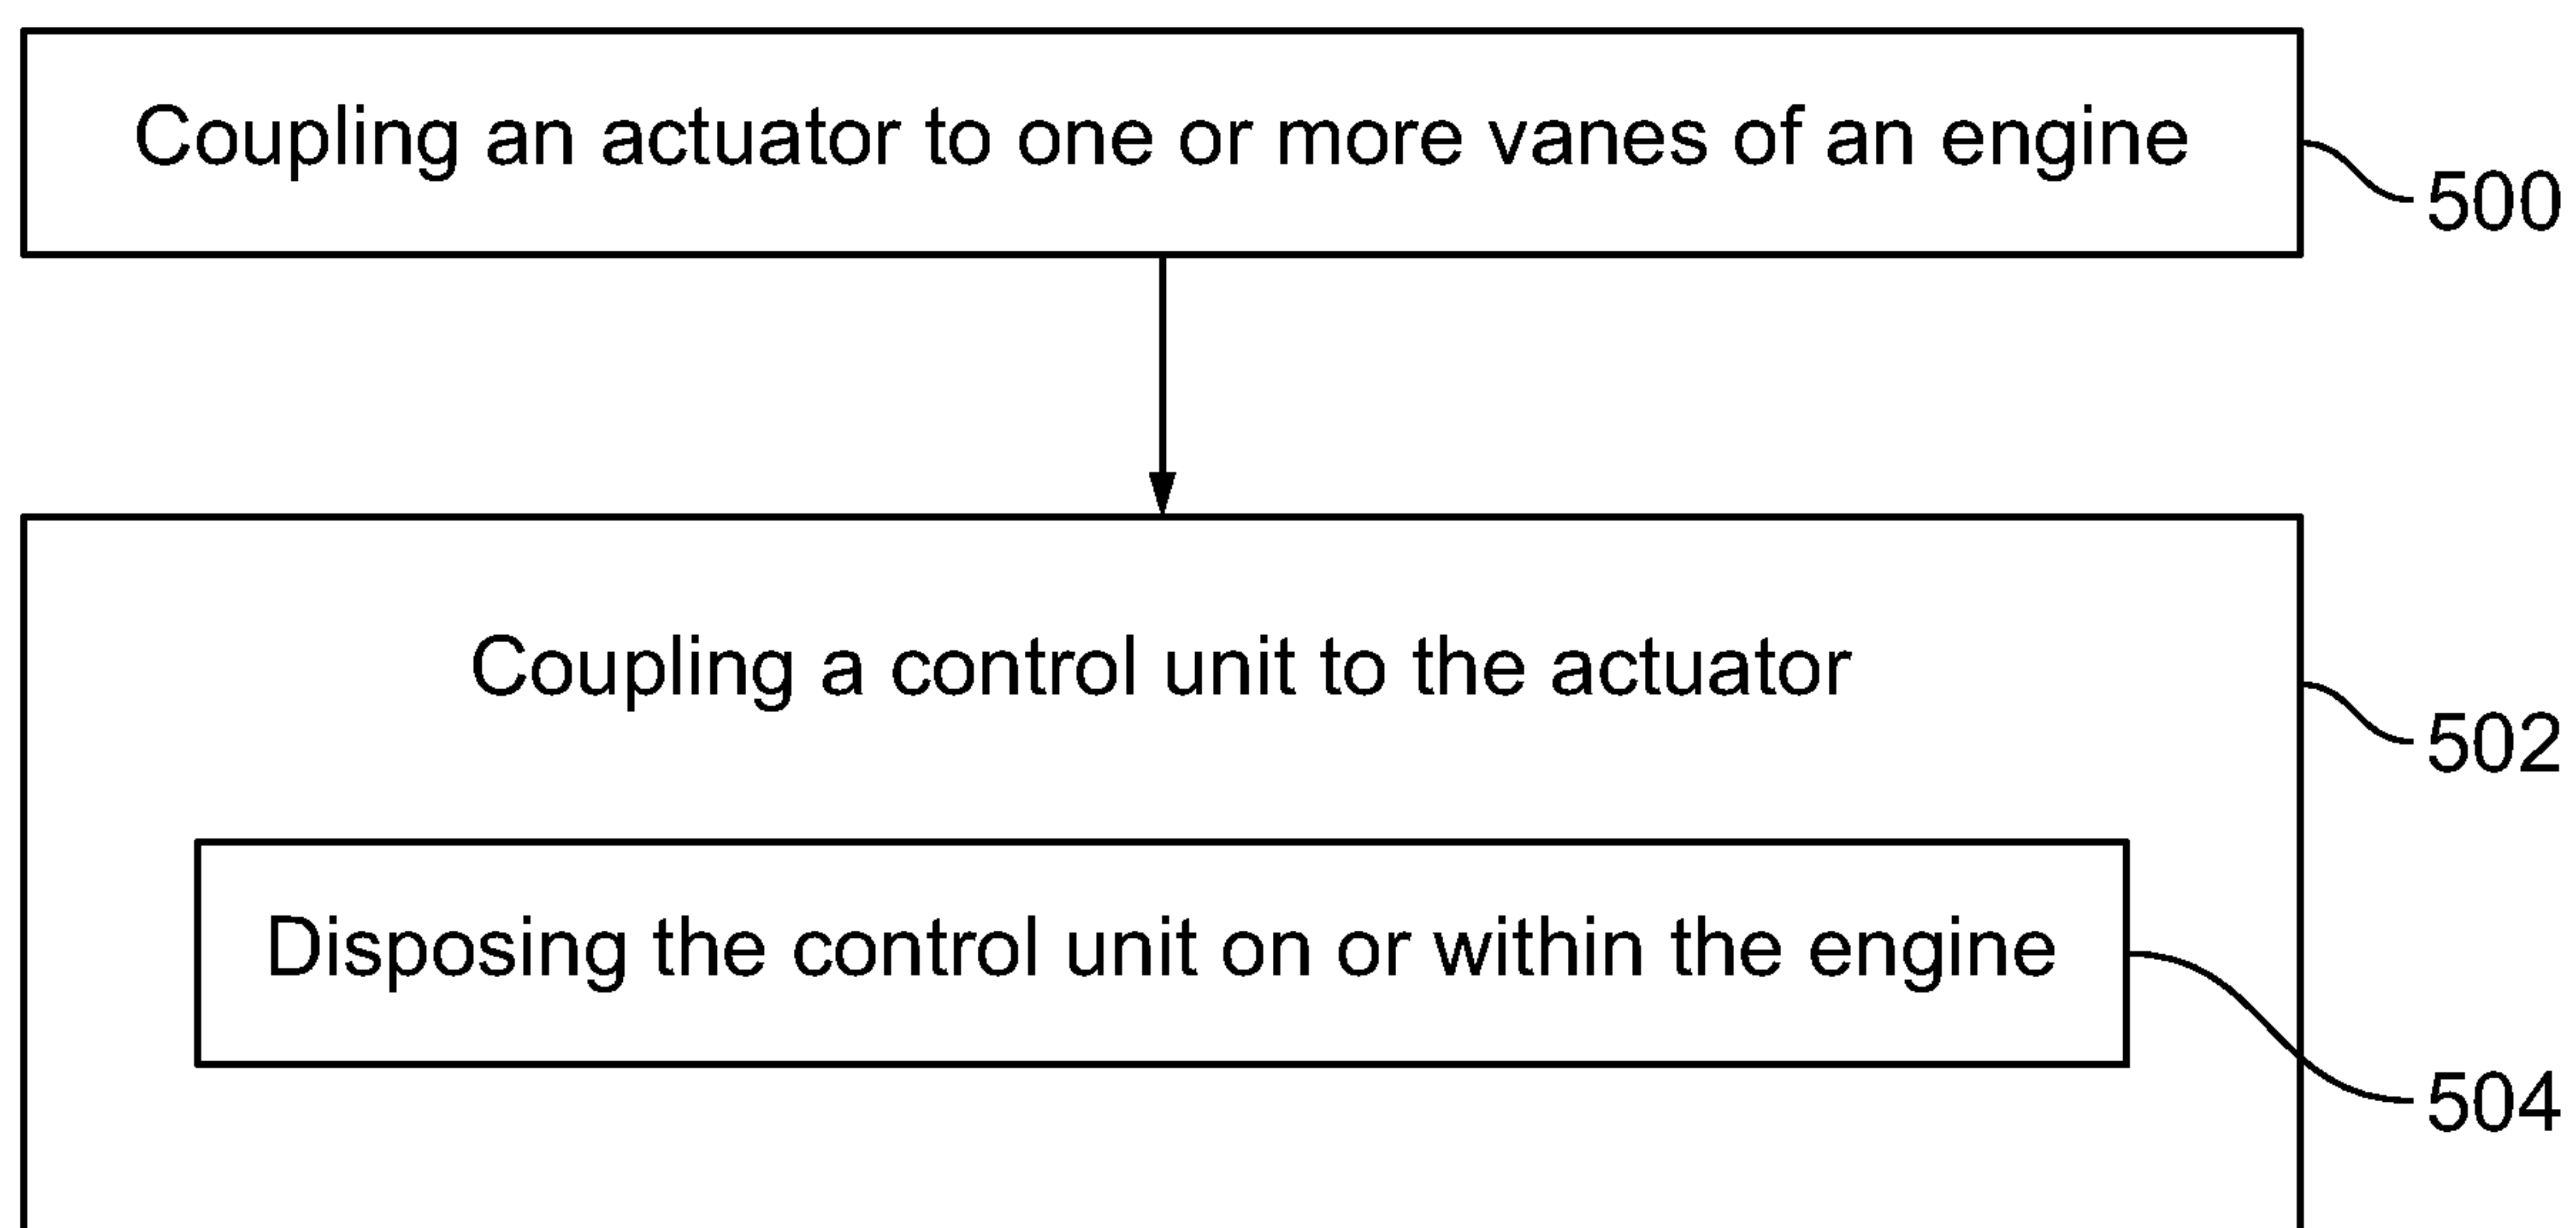 Coupling an actuator to one or more vanes of an engine
500
Coupling a control unit to the actuator
502
Disposing the control unit on or within the engine
504